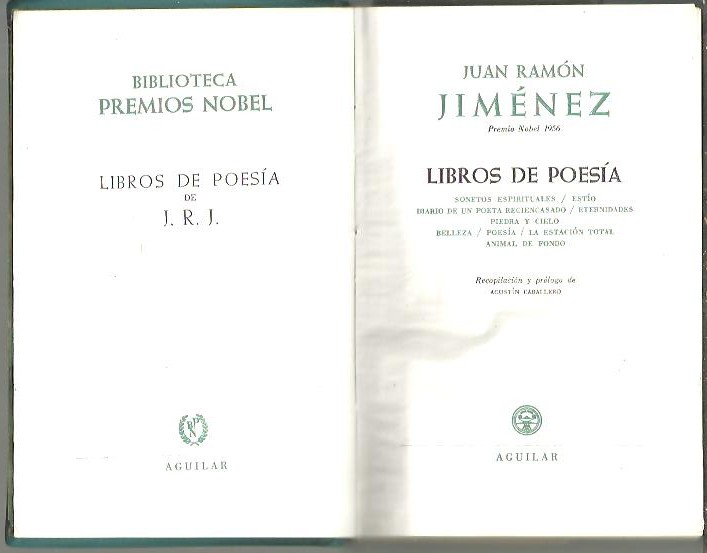 BIBLIOTECA
PREMIOS NOBEL
LIBROS DE POESÍA
DE
J. R. J.
AGUILAR
JUAN RAMÓN
JIMÉNEZ
Premio Nobel 1956
LIBROS DE POESÍA
SONETOS ESPIRITUALES / ESTÍO
DIARIO DE UN POETA RECIENCASADO / ETERNIDADES
PIEDRA Y CIELO
BELLEZA / POESÍA / LA ESTACIÓN TOTAL
ANIMAL DE FONDO
Recopilación y prólogo de
AGUSTÍN CABALLERO
AGUILAR